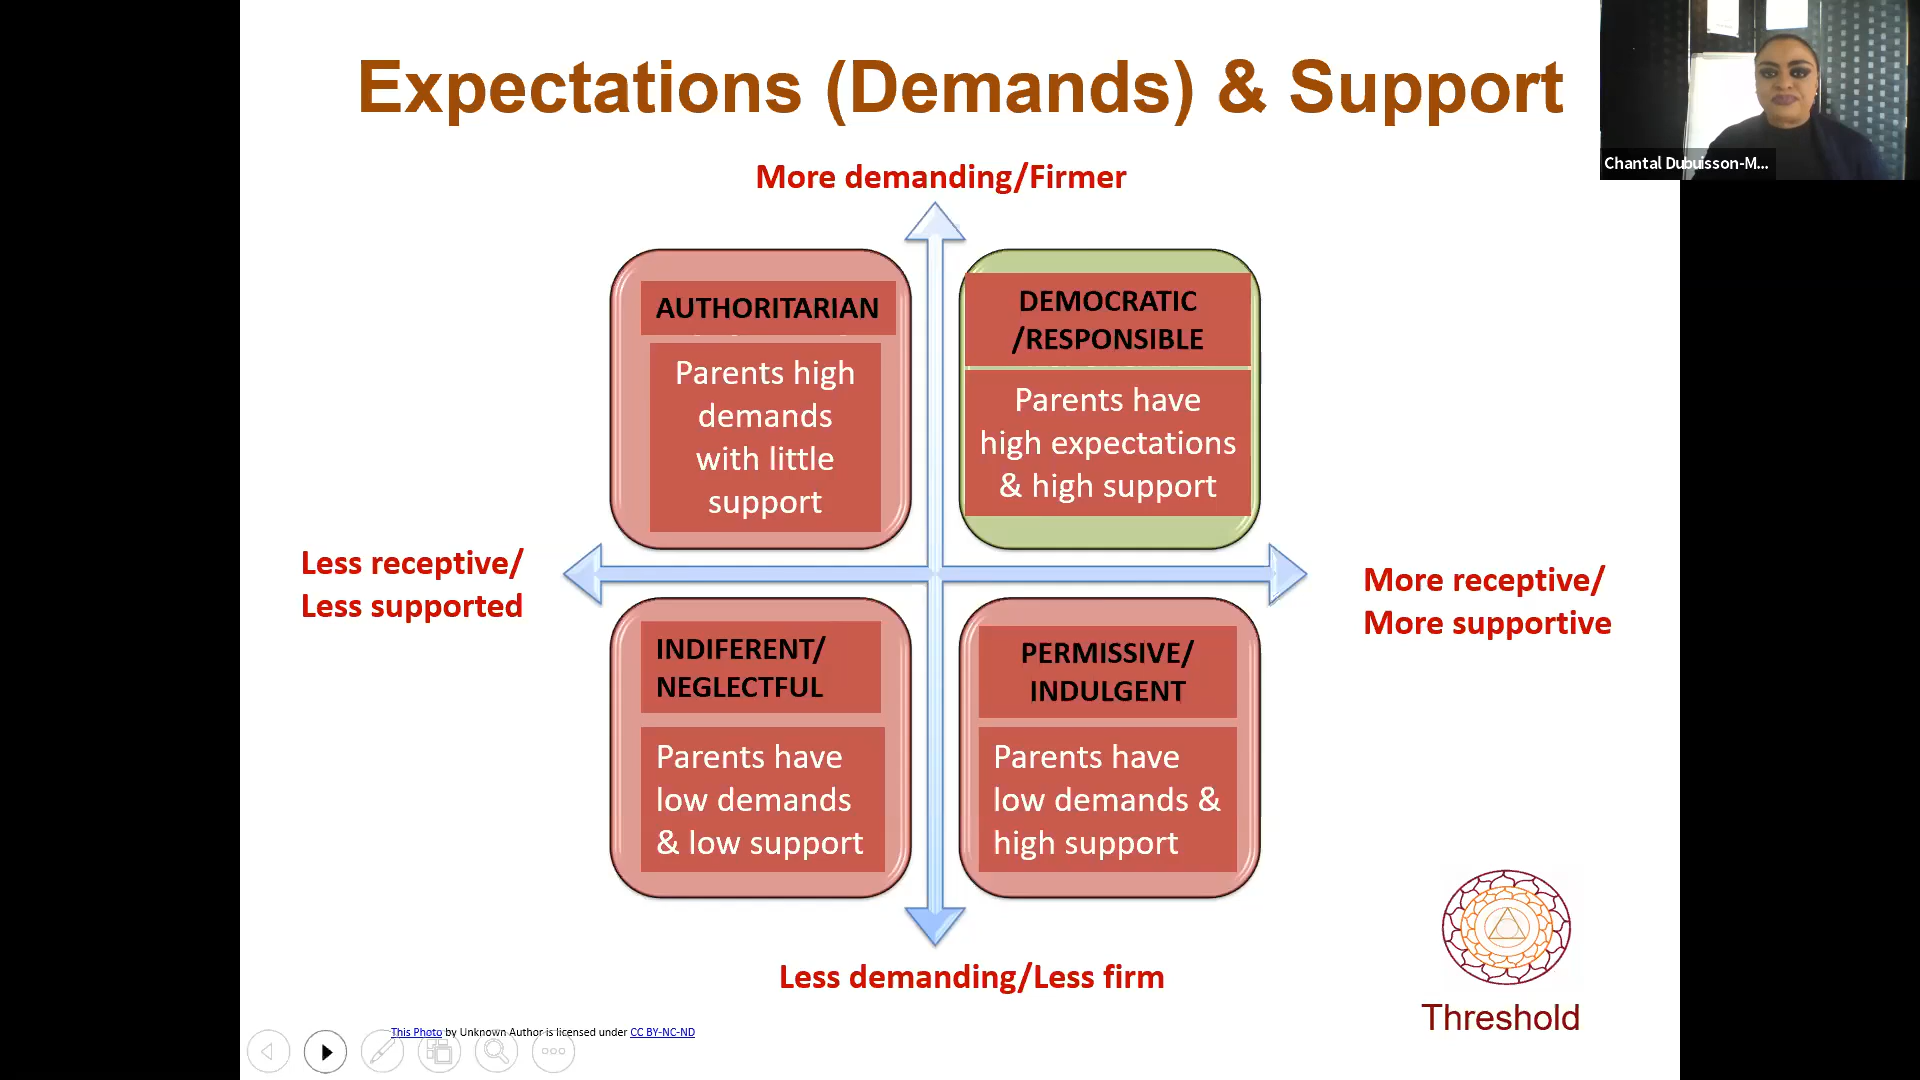 Expectations (Demands) & Support
Chantal Dubuisson-M...
More demanding/Firmer
AUTHORITARIAN
Parents high
demands
with little
support
DEMOCRATIC
/RESPONSIBLE
Parents have
high expectations
& high support
Less receptive/
Less supported
More receptive/
More supportive
INDIFERENT/
NEGLECTFUL
Parents have
low demands
& low support
PERMISSIVE/
INDULGENT
Parents have
low demands &
high support
Less demanding/Less firm
Threshold
This Photo by Unknown Author is licensed under CC BY-NC-ND